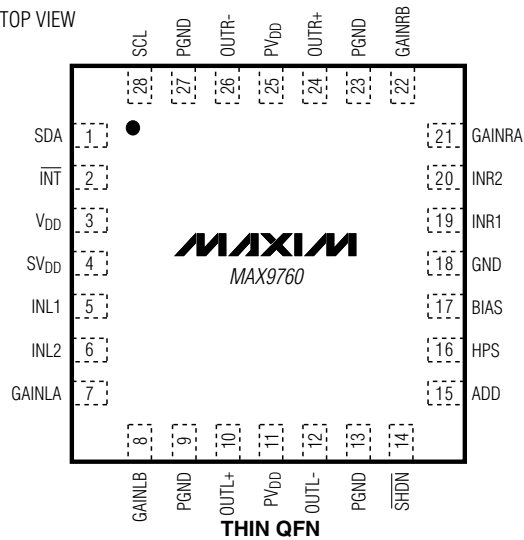 TOP VIEW
SCL
PGND
OUTR-
PVDD
OUTR+
PGND
GAINRB
28
27
26
25
24
23
22
SDA 1
INT 2
VDD 3
SVDD 4
INL1 5
INL2 6
GAINLA 7
MAXIM
MAX9760
21 GAINRA
20 INR2
19 INR1
18 GND
17 BIAS
16 HPS
15 ADD
8
9
10
11
12
13
14
GAINLB
PGND
OUTL+
PVDD
OUTL-
PGND
SHDN
THIN QFN